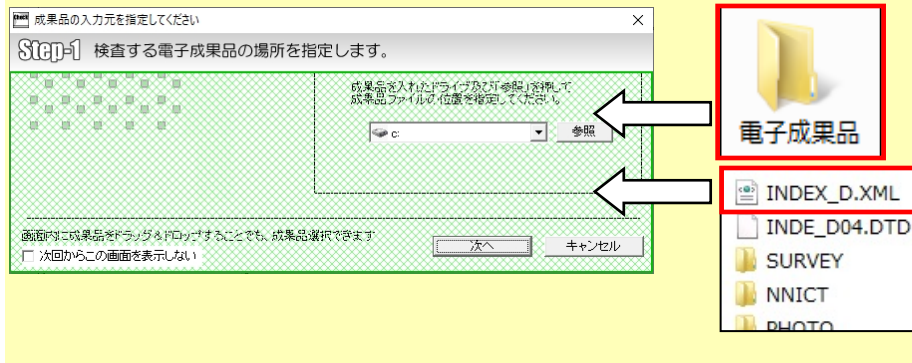 Check 成果品の入力元を指定してください
Step-1 検査する電子成果品の場所を指定します。
成果品を入れたドライブ及び「参照」を押して
成果品ファイルの位置を指定してください。
c:
参照
画面内に成果品をドラッグ&ドロップすることでも、成果品選択できます
次回からこの画面を表示しない
次へ
キャンセル
電子成果品
INDEX_D.XML
INDE_D04.DTD
SURVEY
NNICT
PHOTO